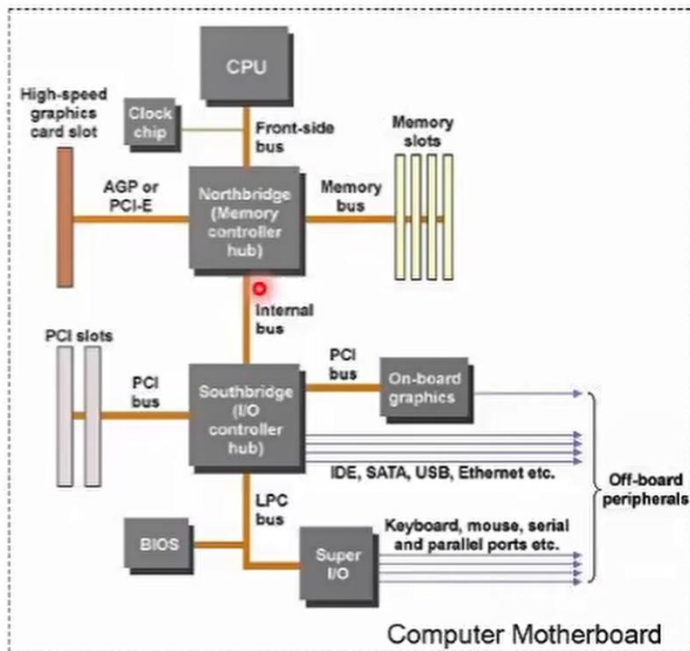 CPU
High-speed
graphics
card slot
Clock
chip
Front-side
bus
Memory
slots
AGP or
PCI-E
Northbridge
(Memory
controller
hub)
Memory
bus
Internal
bus
PCI slots
PCI
bus
Southbridge
(I/O
controller
hub)
PCI
bus
On-board
graphics
IDE, SATA, USB, Ethernet etc.
Off-board
peripherals
LPC
bus
BIOS
Super
I/O
Keyboard, mouse, serial
and parallel ports etc.
Computer Motherboard